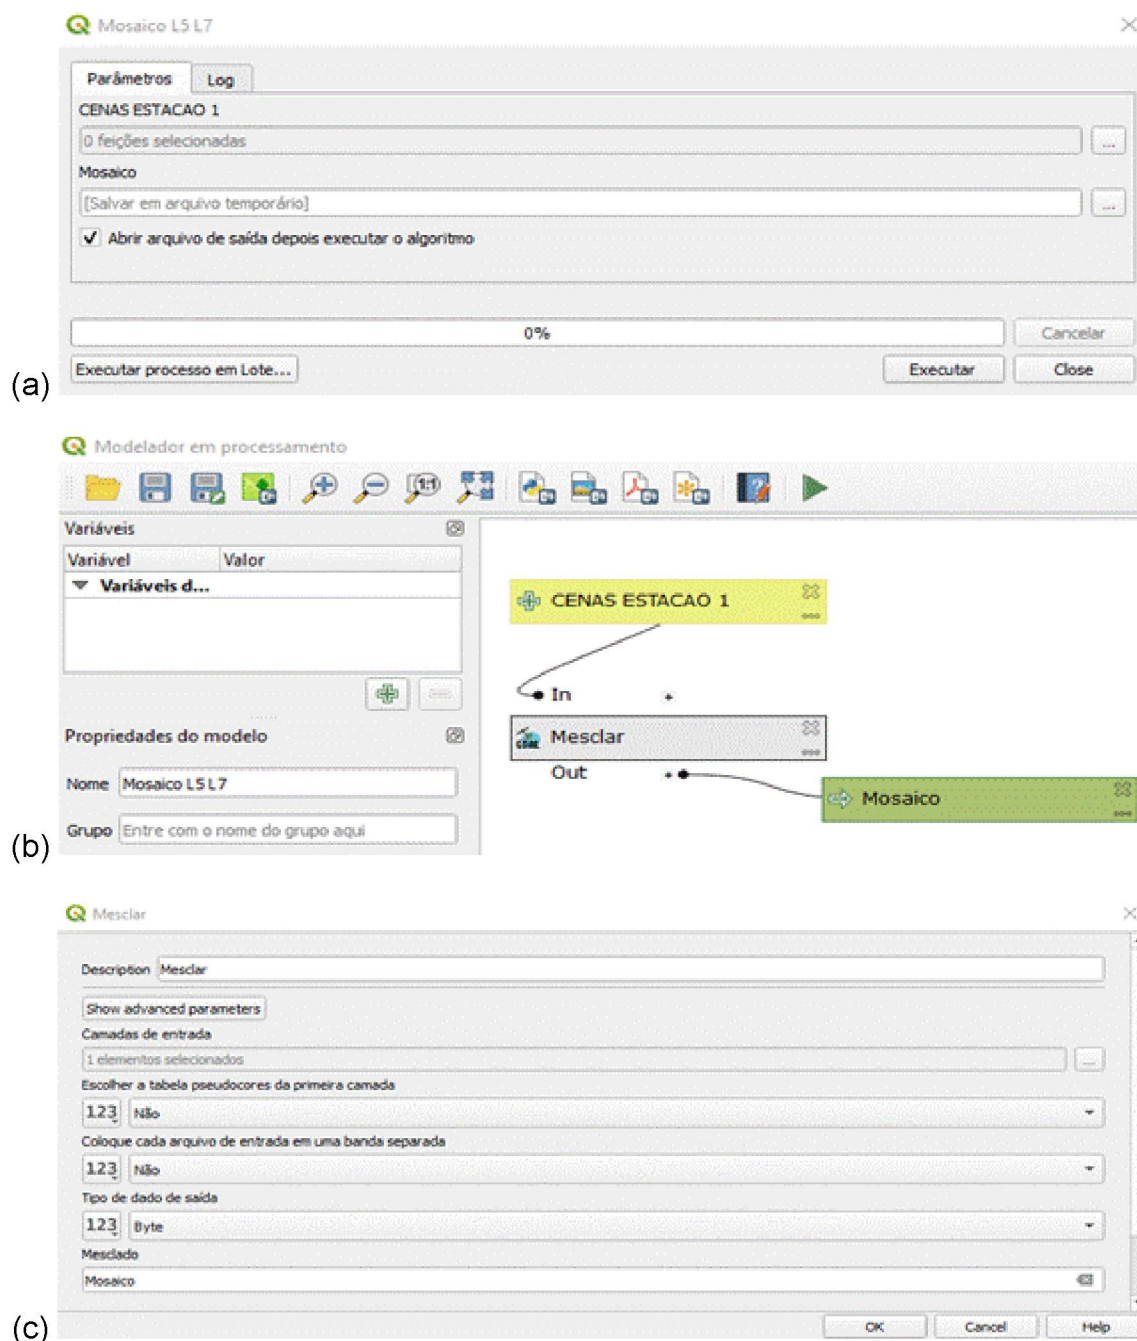 Mosaico L5 L7
Parâmetros Log
CENAS ESTACAO 1
0 feições selecionadas ...
Mosaico
[Salvar em arquivo temporário] ...
Abrir arquivo de saída depois executar o algoritmo
0% Cancelar
Executar processo em Lote... Executar Close
(a)
Modelador em processamento
Variáveis
Variável Valor
Variáveis d...
CENAS ESTACAO 1
In
Propriedades do modelo
Mesclar
Out
Nome Mosaico L5 L7
Mosaico
Grupo Entre com o nome do grupo aqui
(b)
Mesclar
Description Mesclar
Show advanced parameters
Camadas de entrada
1 elementos selecionados ...
Escolher a tabela pseudocores da primeira camada
123 Não
Coloque cada arquivo de entrada em uma banda separada
123 Não
Tipo de dado de saída
123 Byte
Mesclado
Mosaico
OK Cancel Help
(c)